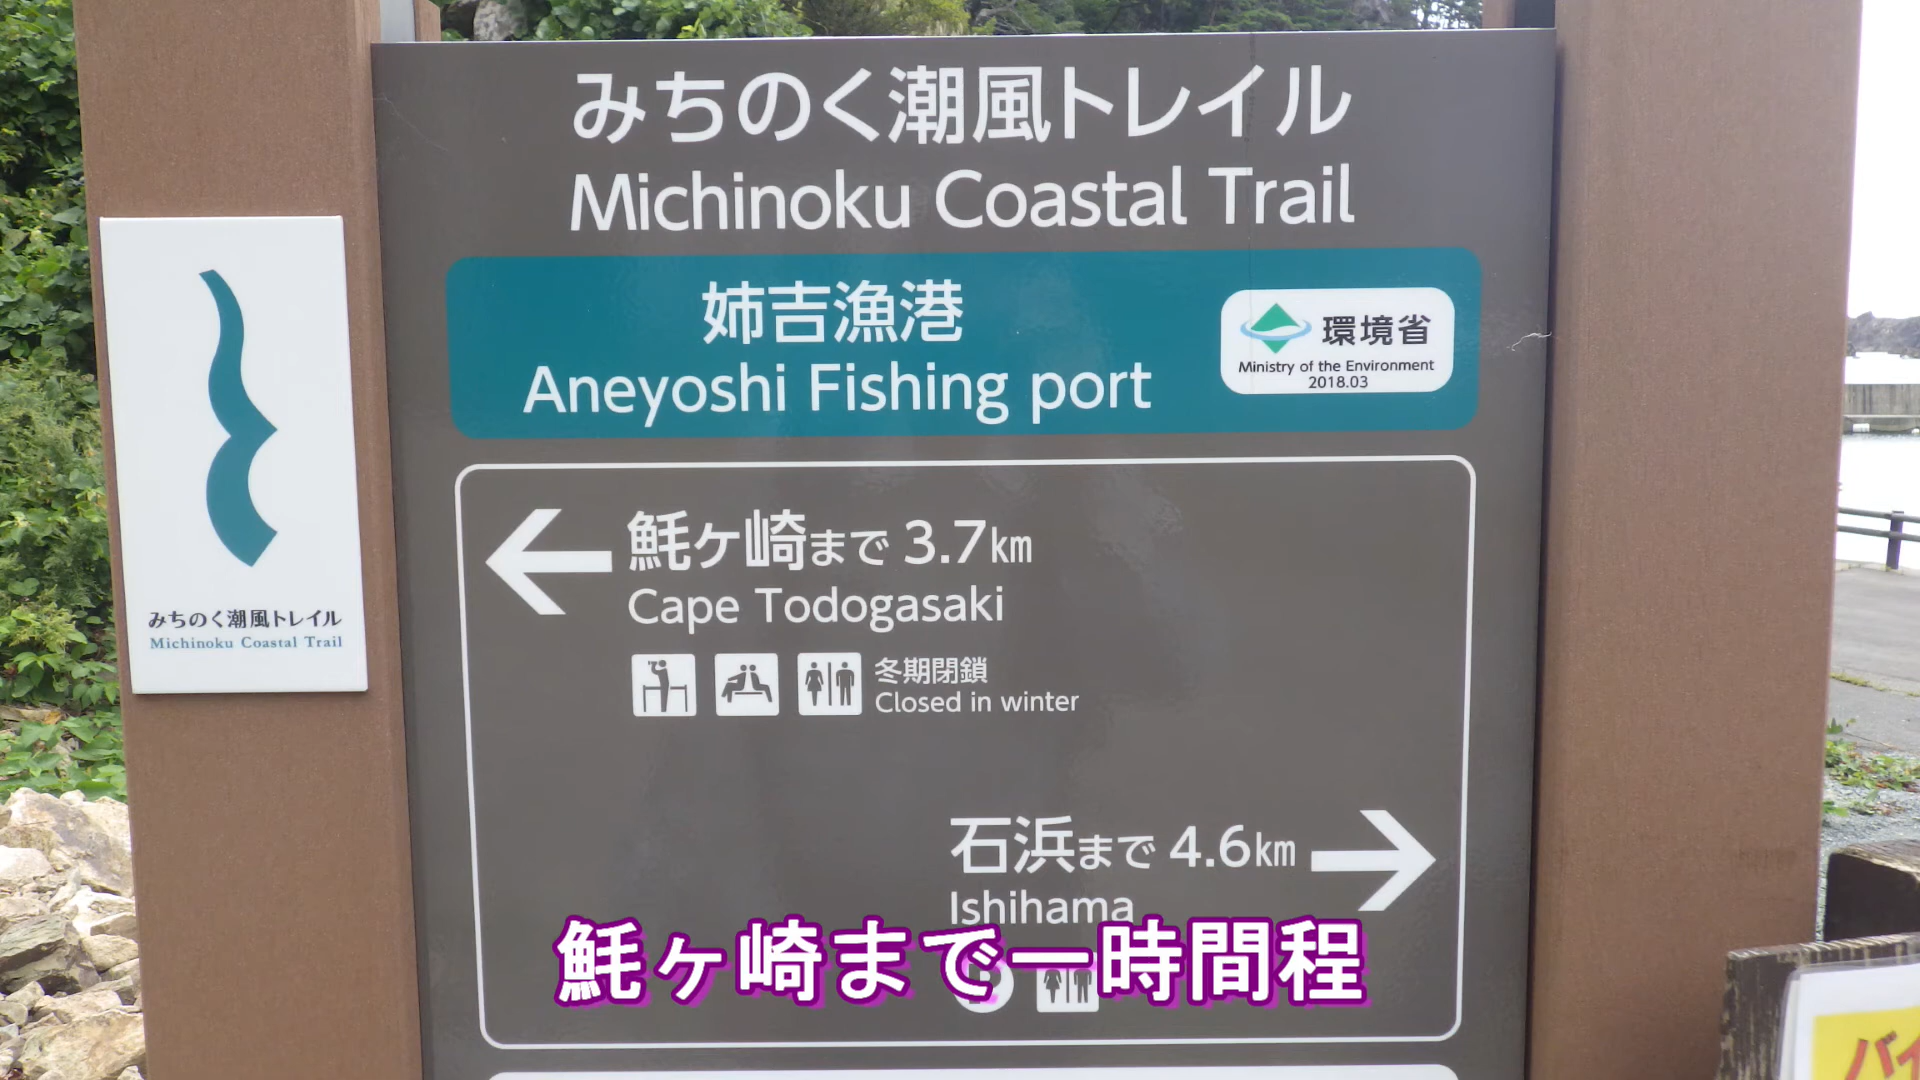 みちのく潮風トレイル
Michinoku Coastal Trail
姉吉漁港
Aneyoshi Fishing port
環境省
Ministry of the Environment
2018.03
みちのく潮風トレイル
Michinoku Coastal Trail
魹ヶ崎まで 3.7km
Cape Todogasaki
冬期閉鎖
Closed in winter
石浜まで 4.6km
Ishihama
魹ヶ崎まで一時間程